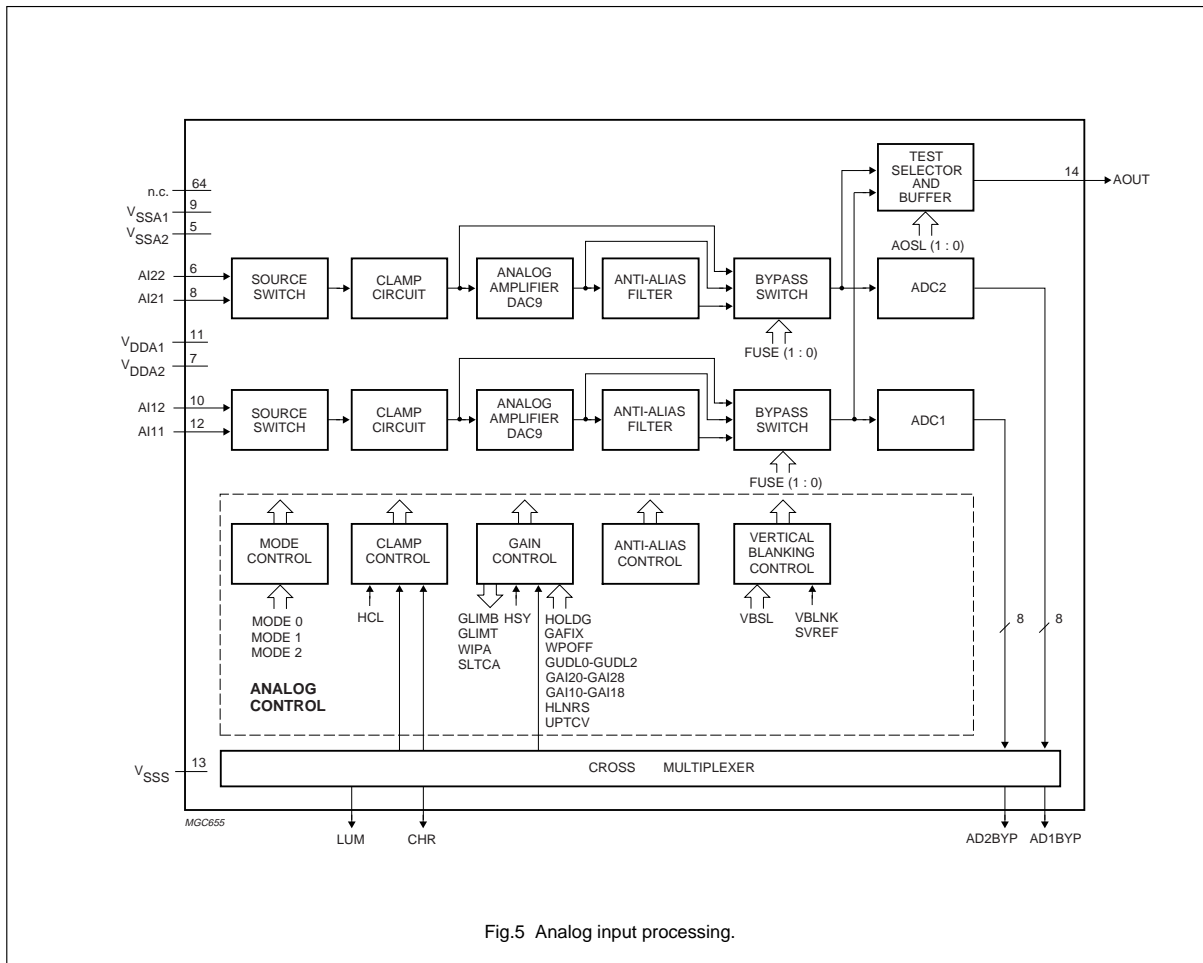 TEST
SELECTOR
AND
BUFFER
14
AOUT
AOSL (1 : 0)
n.c.
64
VSSA1
9
VSSA2
5
AI22
6
AI21
8
SOURCE
SWITCH
CLAMP
CIRCUIT
ANALOG
AMPLIFIER
DAC9
ANTI-ALIAS
FILTER
BYPASS
SWITCH
ADC2
FUSE (1 : 0)
VDDA1
11
VDDA2
7
AI12
10
AI11
12
SOURCE
SWITCH
CLAMP
CIRCUIT
ANALOG
AMPLIFIER
DAC9
ANTI-ALIAS
FILTER
BYPASS
SWITCH
ADC1
FUSE (1 : 0)
MODE
CONTROL
CLAMP
CONTROL
GAIN
CONTROL
ANTI-ALIAS
CONTROL
VERTICAL
BLANKING
CONTROL
MODE 0
MODE 1
MODE 2
HCL
GLIMB
GLIMT
WIPA
SLTCA
HSY
HOLDG
GAFIX
WPOFF
GUDL0-GUDL2
GAI20-GAI28
GAI10-GAI18
HLNRS
UPTCV
VBSL
VBLNK
SVREF
8
8
ANALOG
CONTROL
VSSS
13
CROSS MULTIPLEXER
MGC655
LUM
CHR
AD2BYP
AD1BYP
Fig.5 Analog input processing.